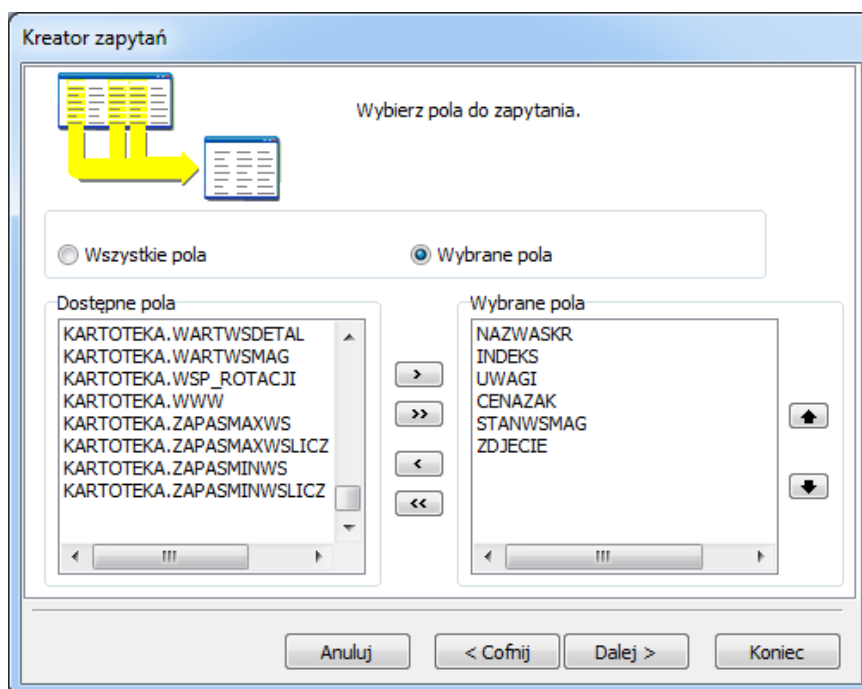 Kreator zapytań
Wybierz pola do zapytania.
Wszystkie pola
Wybrane pola
Dostępne pola
KARTOTEKA.WARTWSDETAL
KARTOTEKA.WARTWSMAG
KARTOTEKA.WSP_ROTACJI
KARTOTEKA.WWW
KARTOTEKA.ZAPASMAXWS
KARTOTEKA.ZAPASMAXWSLICZ
KARTOTEKA.ZAPASMINWS
KARTOTEKA.ZAPASMINWSLICZ
>
>>
<
<<
Wybrane pola
NAZWASKR
INDEKS
UWAGI
CENAZAK
STANWSMAG
ZDJECIE
Anuluj
< Cofnij
Dalej >
Koniec